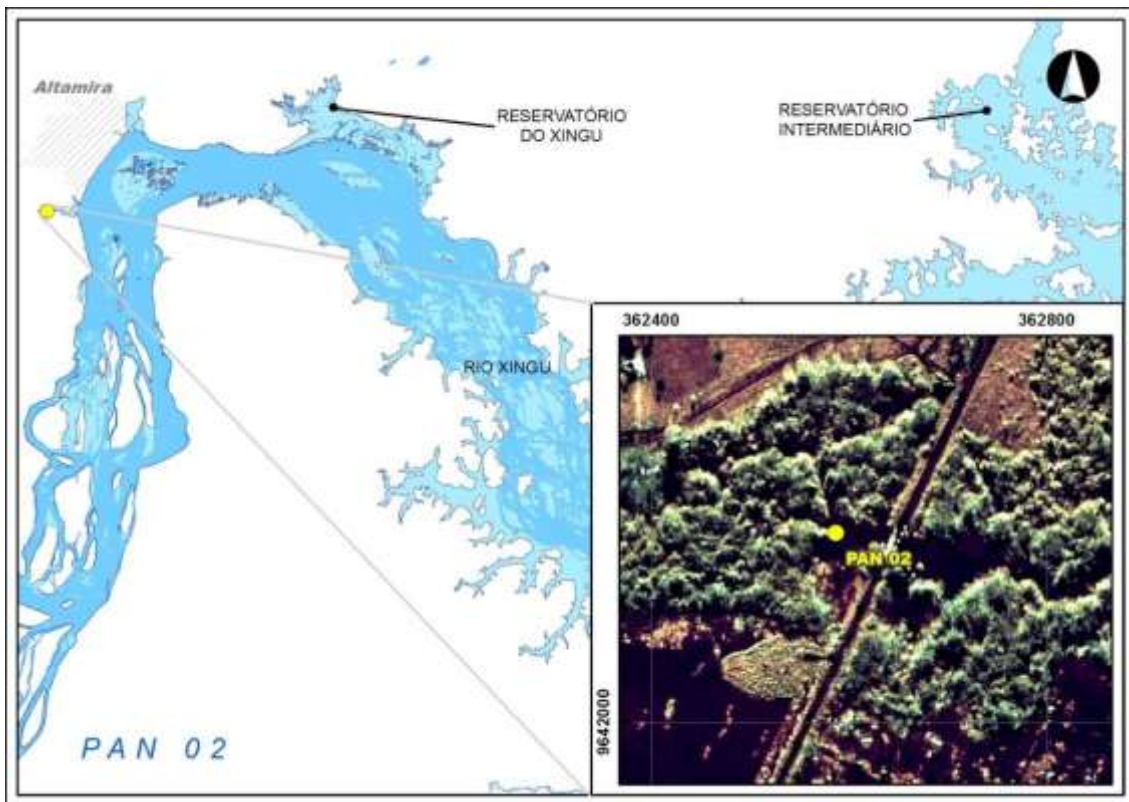 Altamira
RESERVATÓRIO
DO XINGU
RESERVATÓRIO
INTERMEDIÁRIO
RIO XINGU
362400
362800
PAN 02
9642000
PAN 02